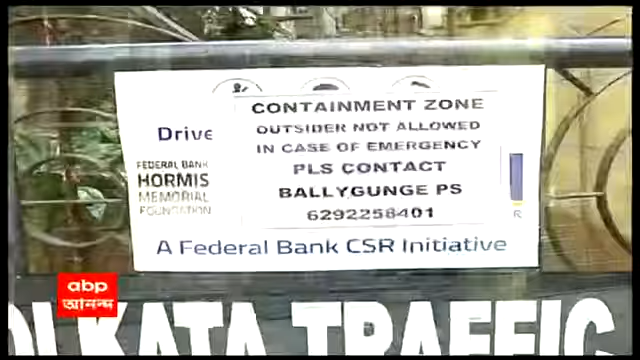 CONTAINMENT ZONE
OUTSIDER NOT ALLOWED
IN CASE OF EMERGENCY
PLS CONTACT
BALLYGUNGE PS
6292258401
Drive
FEDERAL BANK
HORMIS
MEMORIAL
FOUNDATION
R
A Federal Bank CSR Initiative
abp
আনন্দ
OLKATA TRAFFIC